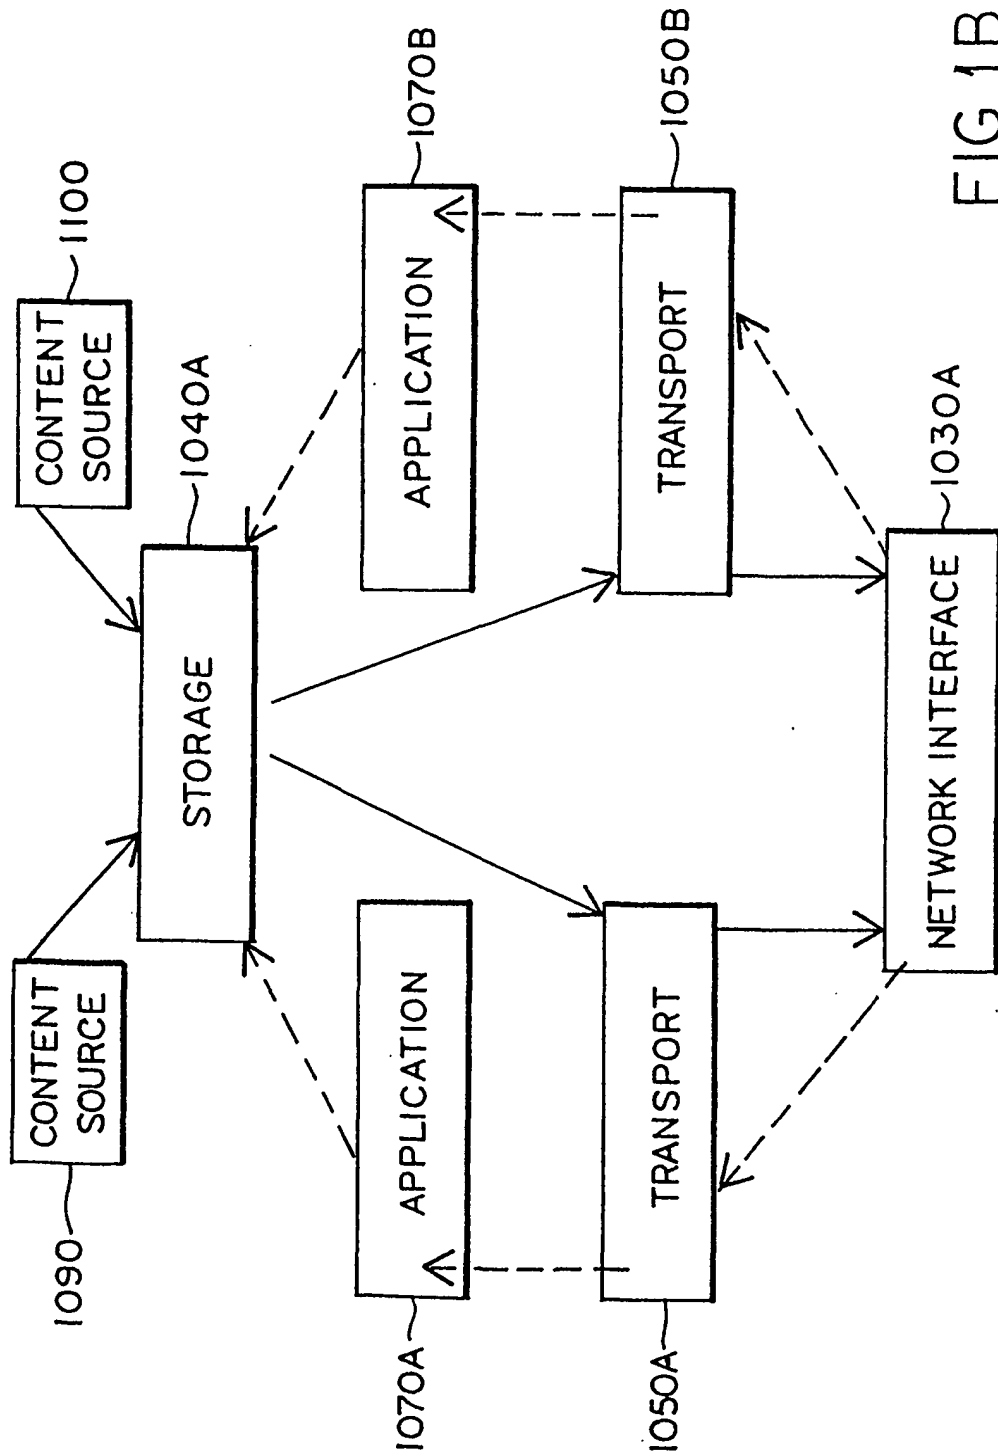 1090
CONTENT
SOURCE
CONTENT
SOURCE
1100
STORAGE
1040A
1070A
APPLICATION
APPLICATION
1070B
1050A
TRANSPORT
TRANSPORT
1050B
NETWORK INTERFACE
1030A
FIG 1B